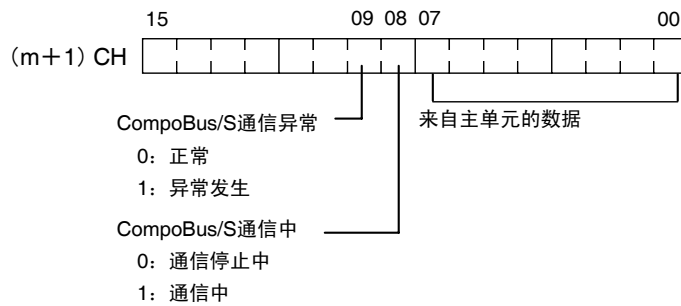 15 09 08 07 00
(m＋1) CH
CompoBus/S通信异常
0：正常
1：异常发生
来自主单元的数据
CompoBus/S通信中
0：通信停止中
1：通信中